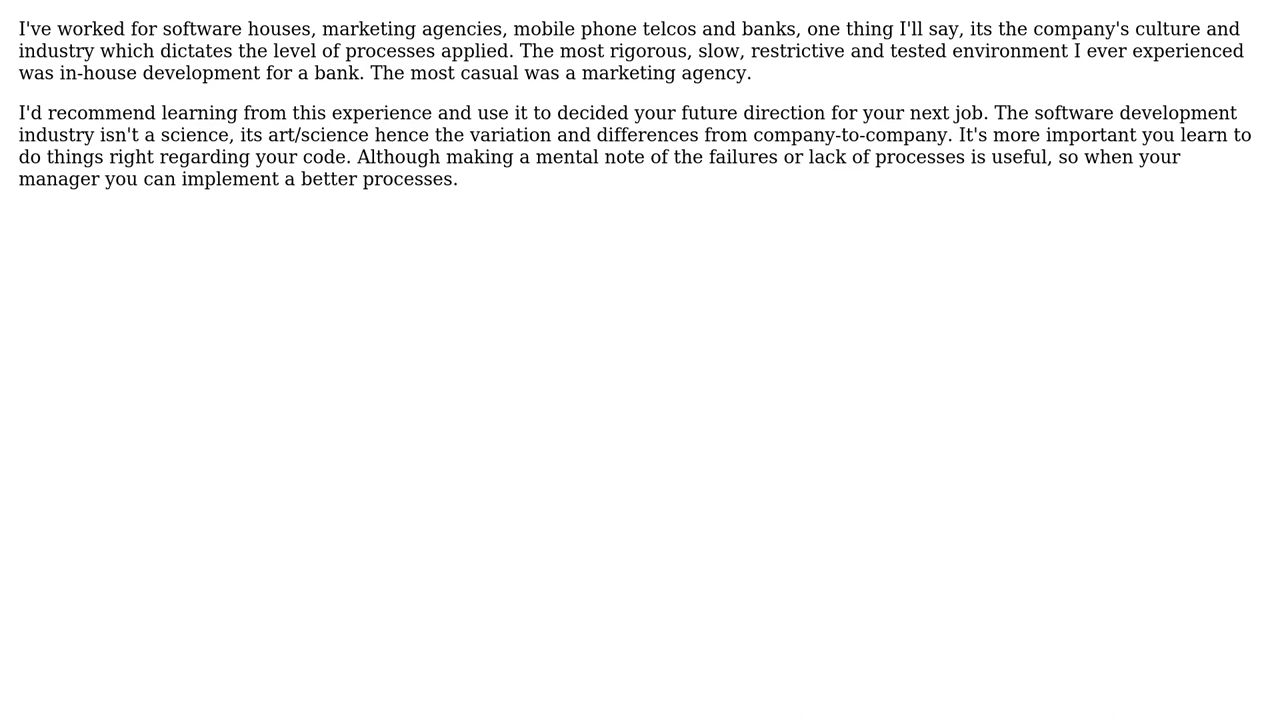 I've worked for software houses, marketing agencies, mobile phone telcos and banks, one thing I'll say, its the company's culture and
industry which dictates the level of processes applied. The most rigorous, slow, restrictive and tested environment I ever experienced
was in-house development for a bank. The most casual was a marketing agency.
I'd recommend learning from this experience and use it to decided your future direction for your next job. The software development
industry isn't a science, its art/science hence the variation and differences from company-to-company. It's more important you learn to
do things right regarding your code. Although making a mental note of the failures or lack of processes is useful, so when your
manager you can implement a better processes.